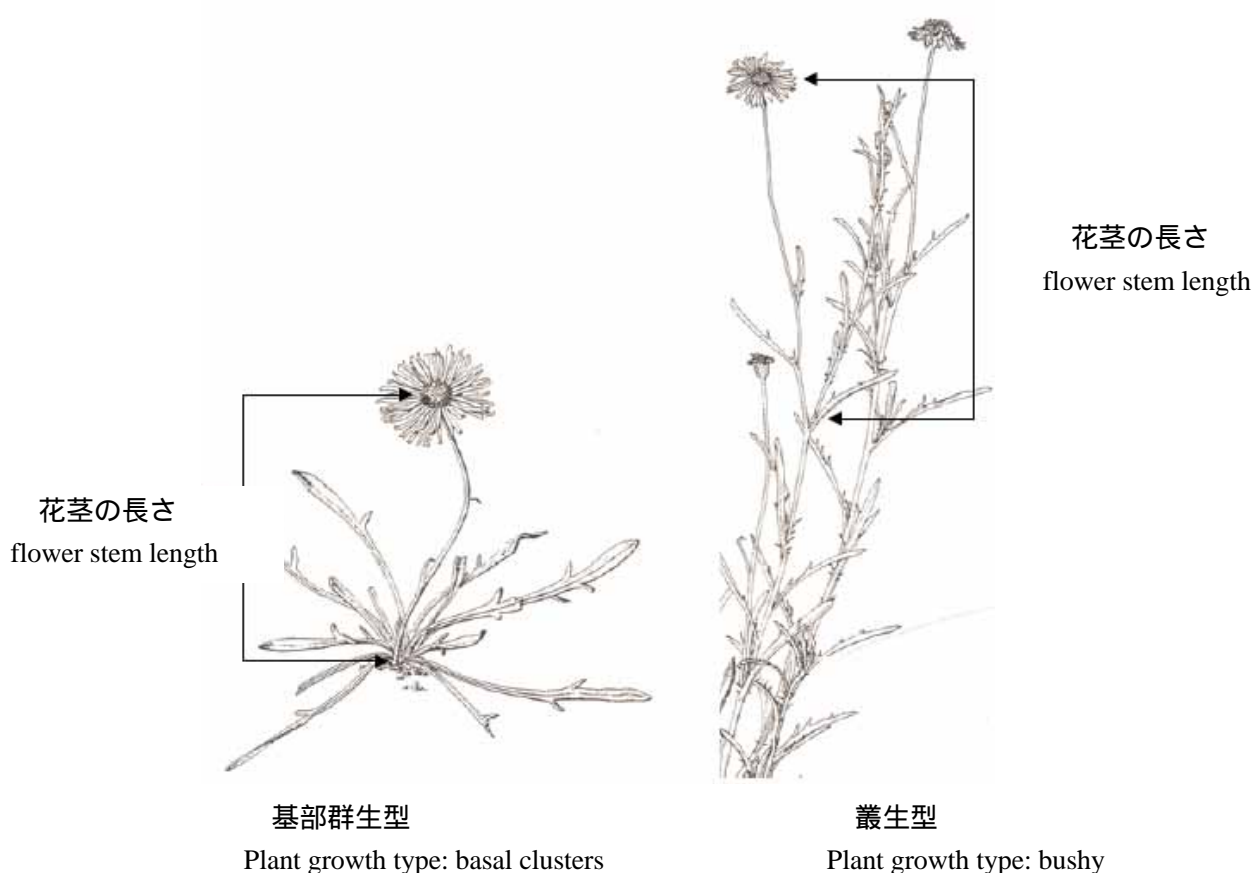 花茎の長さ
flower stem length
花茎の長さ
flower stem length
基部群生型
Plant growth type: basal clusters
叢生型
Plant growth type: bushy